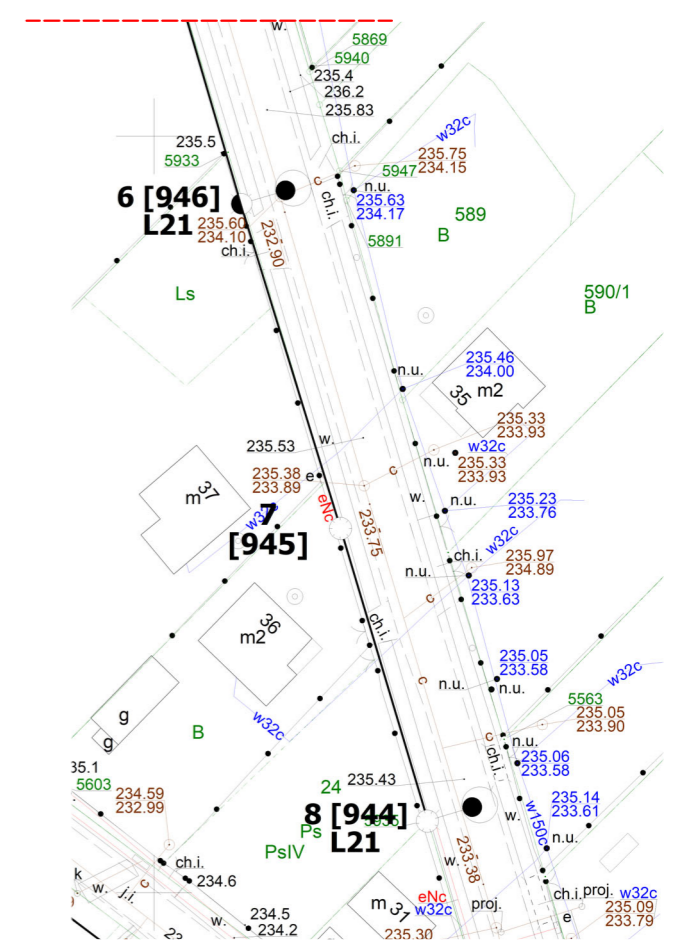 w.
5869
5940
235.4
236.2
235.83
ch.i.
w32c
235.5
5933
235.75
234.15
5947
n.u.
235.63
234.17
c
ch.i.
6 [946]
L21
235.60
234.10
ch.i.
232.90
589
B
5891
Ls
590/1
B
n.u.
235.46
234.00
35
m2
235.33
233.93
235.53
w.
w32c
n.u.
235.33
233.93
235.38
233.89
e
c
eNc
m
37
w32c
7
[945]
w.
n.u.
235.23
233.76
233.75
w32c
ch.i.
235.97
234.89
n.u.
235.13
233.63
c
ch.i.
36
m2
235.05
233.58
c
n.u.
n.u.
w32c
w32c
g
g
B
5563
235.05
233.90
c
n.u.
ch.i.
235.06
233.58
35.1
5603
234.59
232.99
24
235.43
8 [944]
L21
5935
Ps
PsIV
w150c
w.
235.14
233.61
n.u.
233.38
w.
ch.i.
k
w.
j.i.
c
234.6
eNc
w32c
m
31
proj.
ch.i.
proj.
w32c
235.09
233.79
e
w.
234.5
234.2
235.30